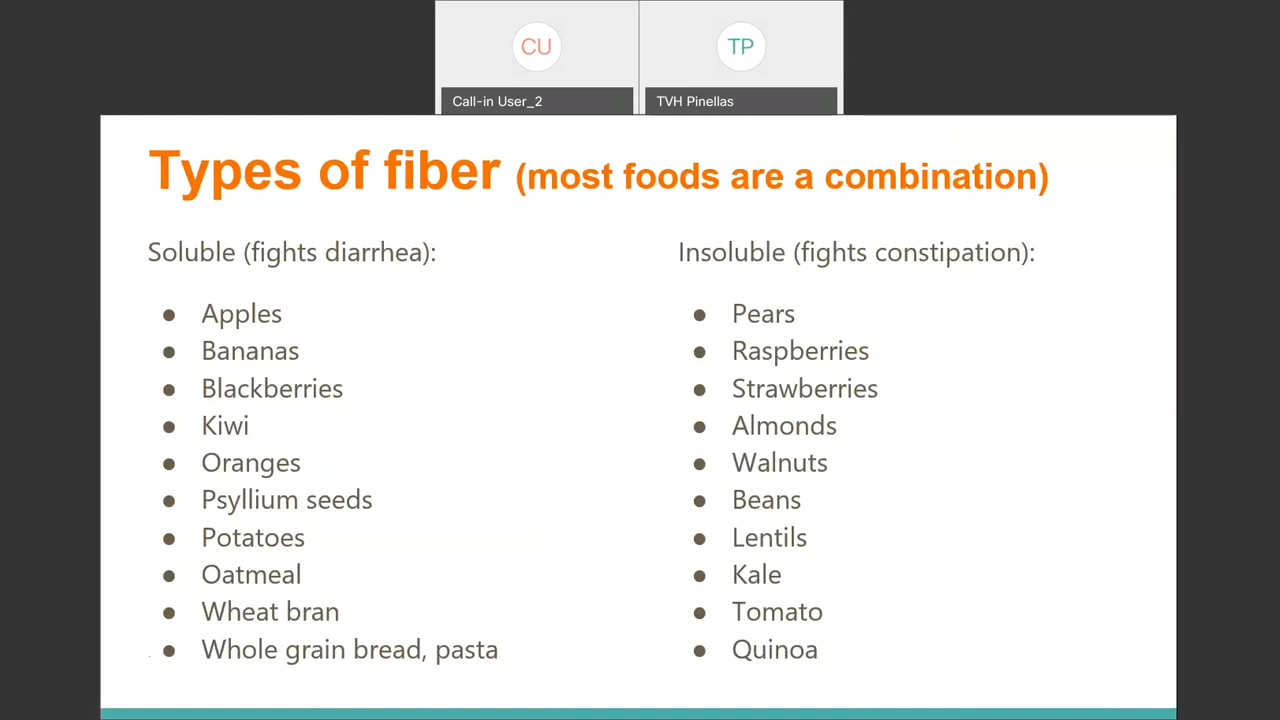 CU
TP
Call-in User_2
TVH Pinellas
Types of fiber (most foods are a combination)
Soluble (fights diarrhea):
● Apples
● Bananas
● Blackberries
● Kiwi
● Oranges
● Psyllium seeds
● Potatoes
● Oatmeal
● Wheat bran
● Whole grain bread, pasta
Insoluble (fights constipation):
● Pears
● Raspberries
● Strawberries
● Almonds
● Walnuts
● Beans
● Lentils
● Kale
● Tomato
● Quinoa